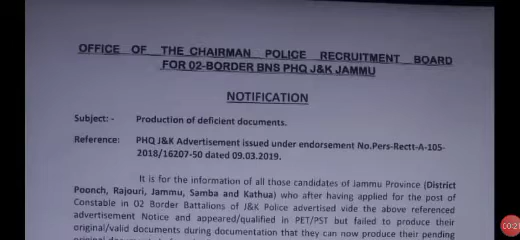 OFFICE OF THE CHAIRMAN POLICE RECRUITMENT BOARD
FOR 02-BORDER BNS PHQ J&K JAMMU
NOTIFICATION
Subject: - Production of deficient documents.
Reference: PHQ J&K Advertisement issued under endorsement No.Pers-Rectt-A-105-
2018/16207-50 dated 09.03.2019.
It is for the information of all those candidates of Jammu Province (District
Poonch, Rajouri, Jammu, Samba and Kathua) who after having applied for the post of
Constable in 02 Border Battalions of J&K Police advertised vide the above referenced
advertisement Notice and appeared/qualified in PET/PST but failed to produce their
original/valid documents during documentation that they can now produce their pending
00:21